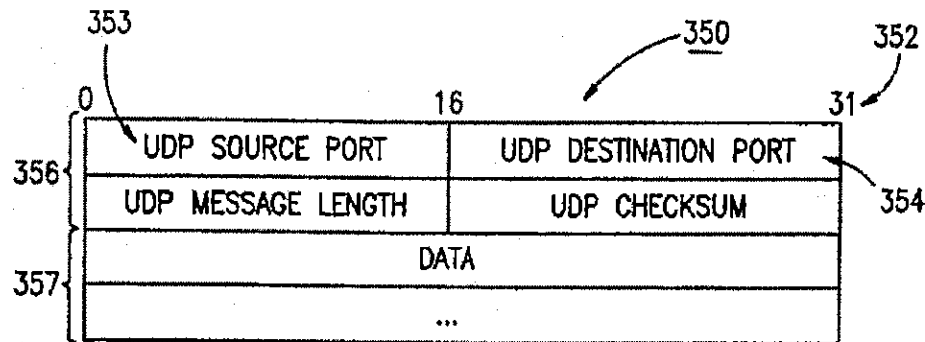 353
350
352
0 16 31
UDP SOURCE PORT UDP DESTINATION PORT
356
354
UDP MESSAGE LENGTH UDP CHECKSUM
DATA
357
...